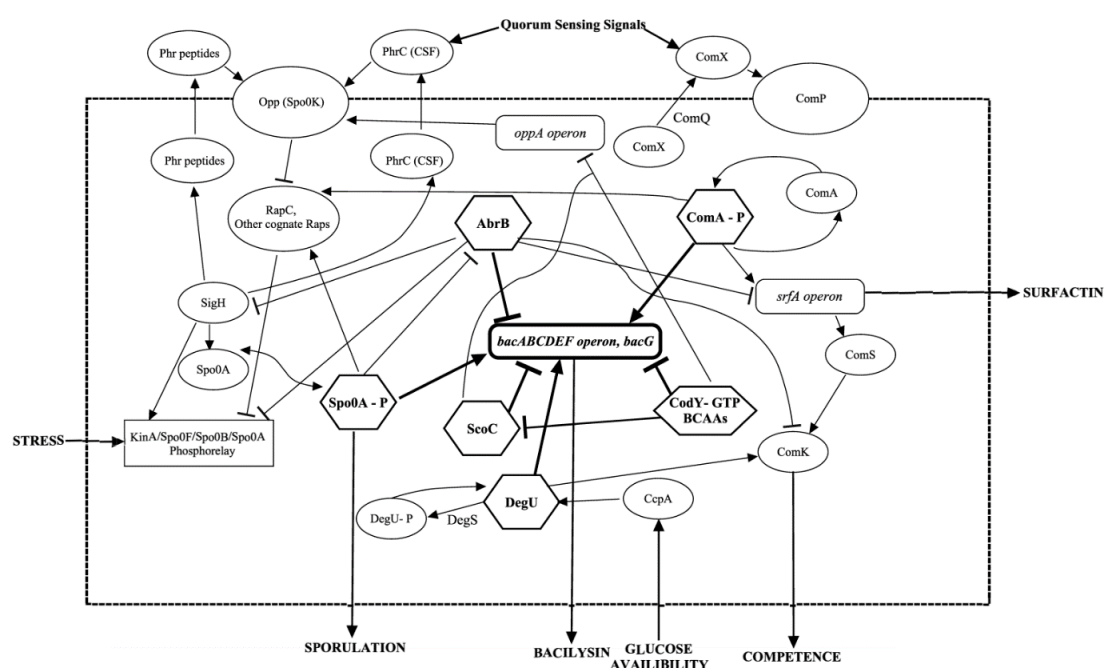 Quorum Sensing Signals
Phr peptides
PhrC (CSF)
ComX
Opp (Spo0K)
ComP
oppA operon
ComQ
ComX
Phr peptides
PhrC (CSF)
ComA
RapC,
Other cognate Raps
AbrB
ComA - P
SigH
srfA operon
SURFACTIN
bacABCDEF operon, bacG
ComS
Spo0A
Spo0A - P
CodY- GTP
BCAAs
ScoC
STRESS
KinA/Spo0F/Spo0B/Spo0A
Phosphorelay
ComK
DegU
CcpA
DegU- P
DegS
SPORULATION
BACILYSIN
GLUCOSE
AVAILIBILITY
COMPETENCE